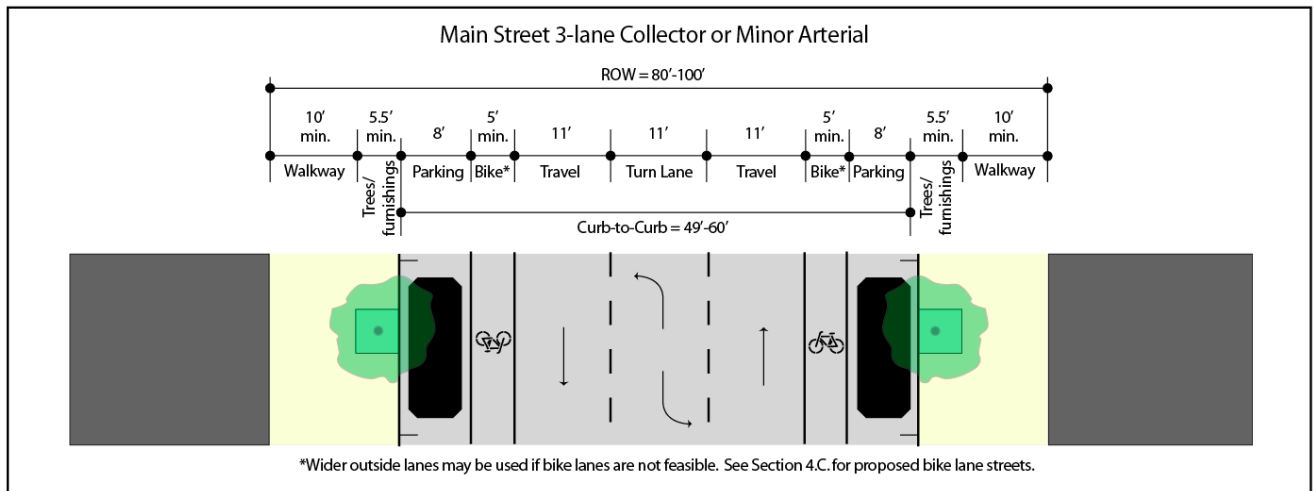 Main Street 3-lane Collector or Minor Arterial
ROW = 80’-100’
10’ min.
5.5’ min.
8’
5’ min.
11’
11’
11’
5’ min.
8’
5.5’ min.
10’ min.
Walkway
Trees/ furnishings
Parking
Bike*
Travel
Turn Lane
Travel
Bike*
Parking
Trees/ furnishings
Walkway
Curb-to-Curb = 49’-60’
*Wider outside lanes may be used if bike lanes are not feasible. See Section 4.C. for proposed bike lane streets.